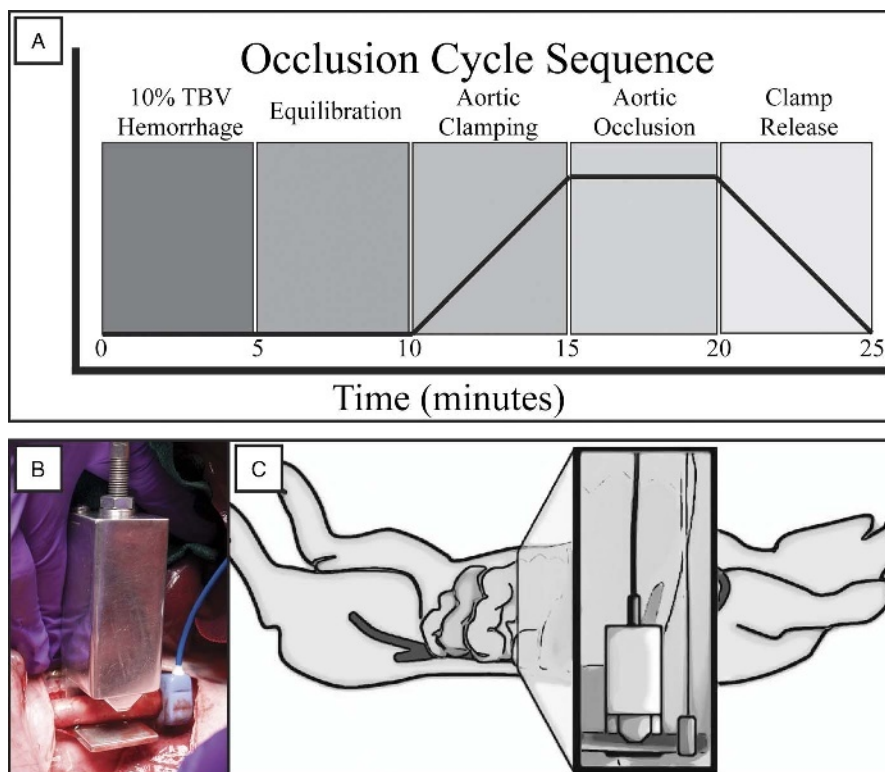 A
Occlusion Cycle Sequence
10% TBV
Hemorrhage
Equilibration
Aortic
Clamping
Aortic
Occlusion
Clamp
Release
0 5 10 15 20 25
Time (minutes)
B
C